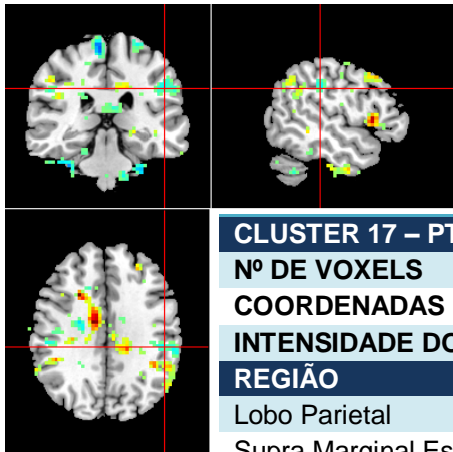 CLUSTER 17 – PT
Nº DE VOXELS
COORDENADAS
INTENSIDADE DO
REGIÃO
Lobo Parietal
Supra Marginal Es